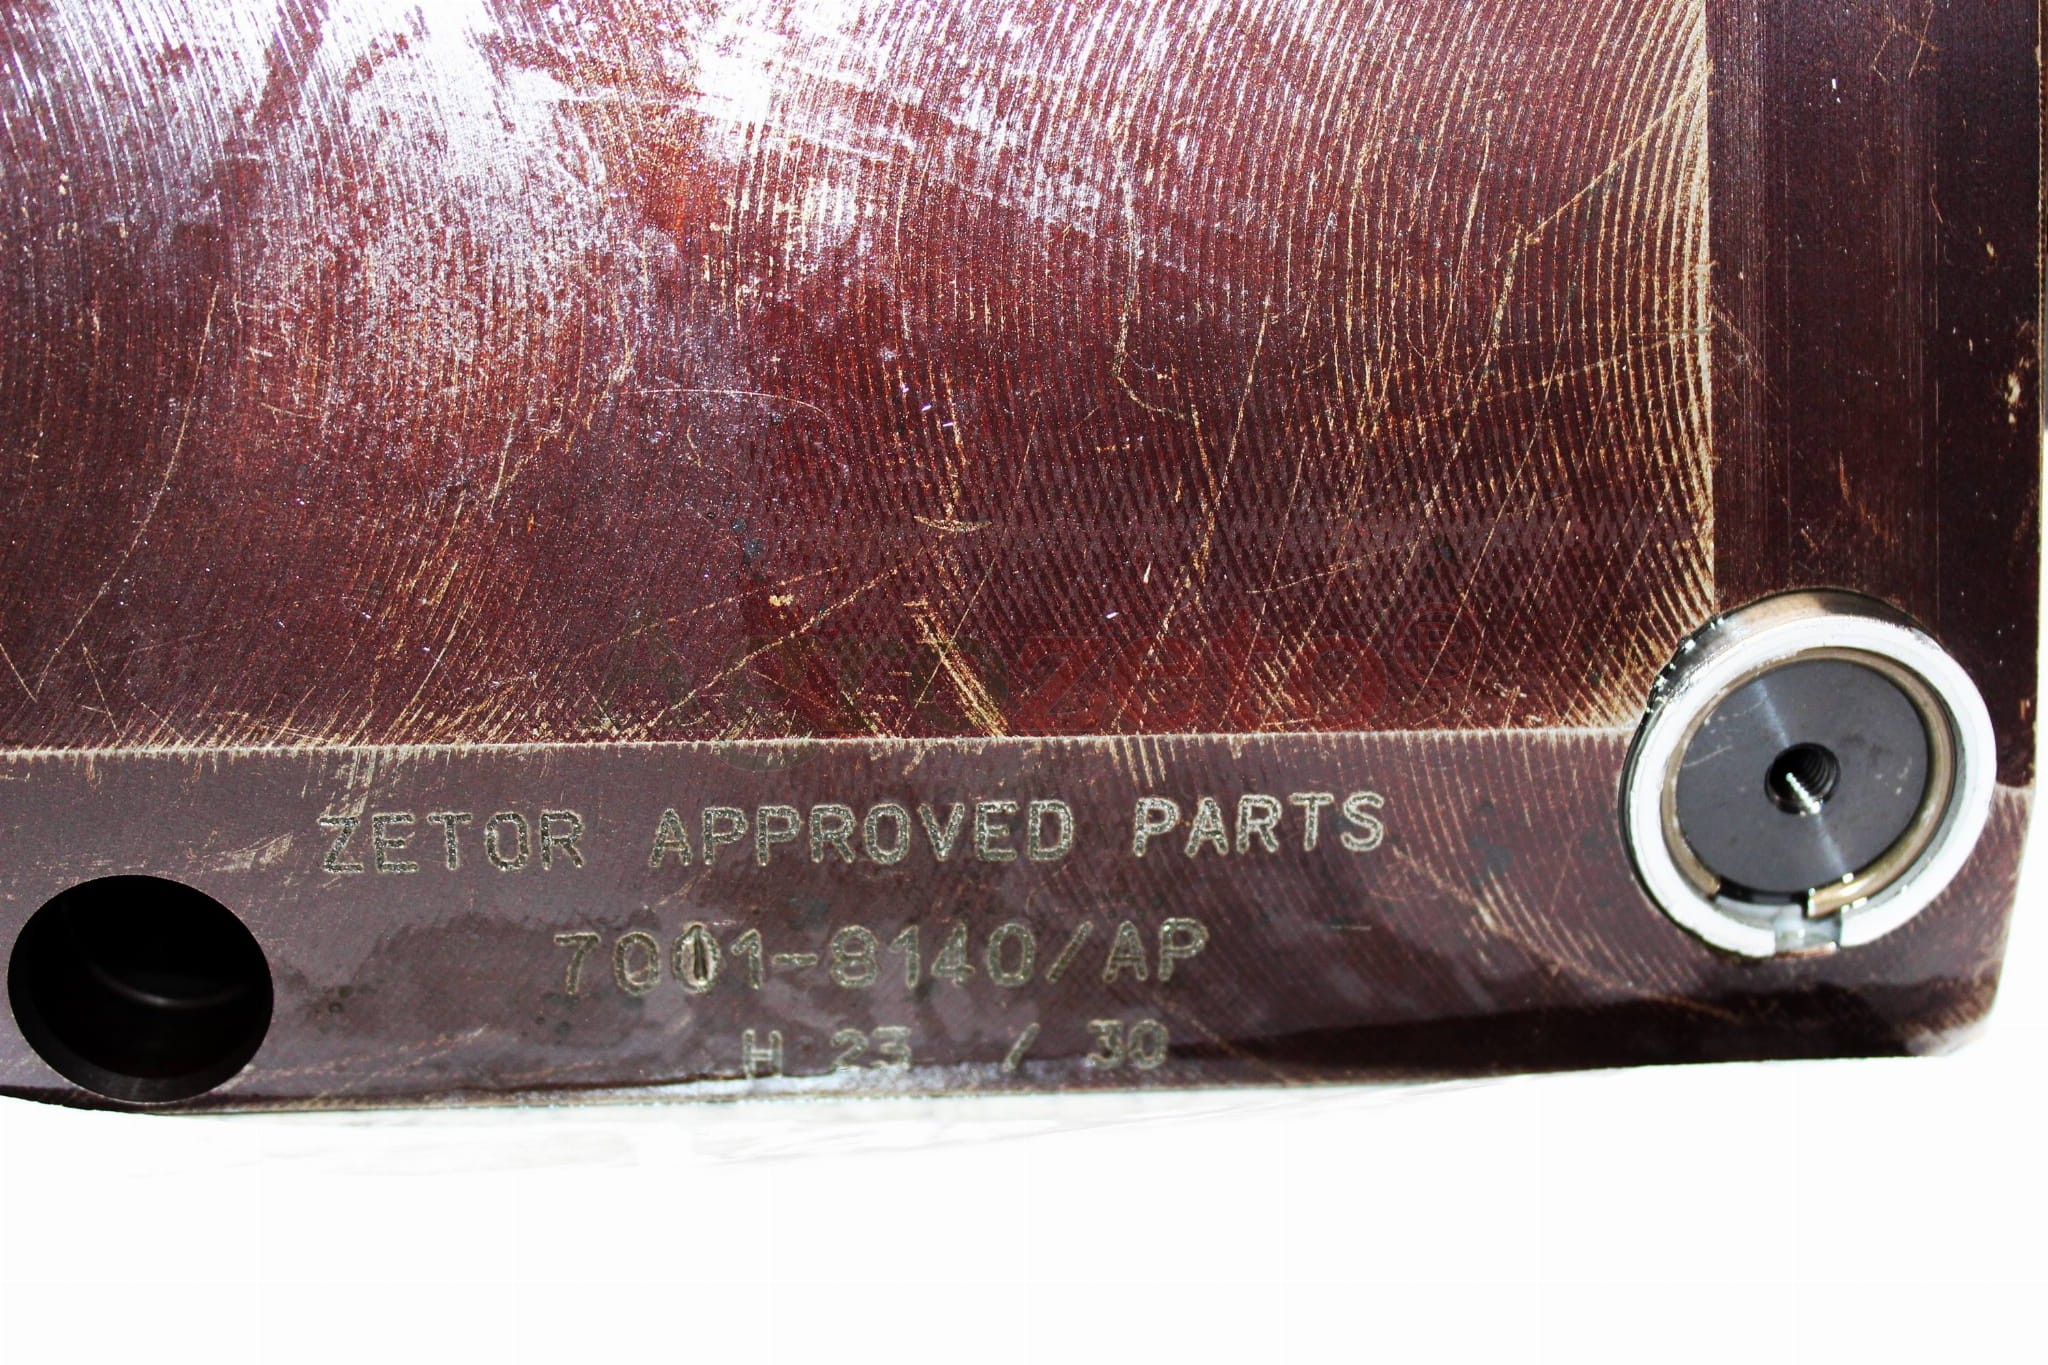 ZETOR APPROVED PARTS
7001-8140/AP
H 23 / 30